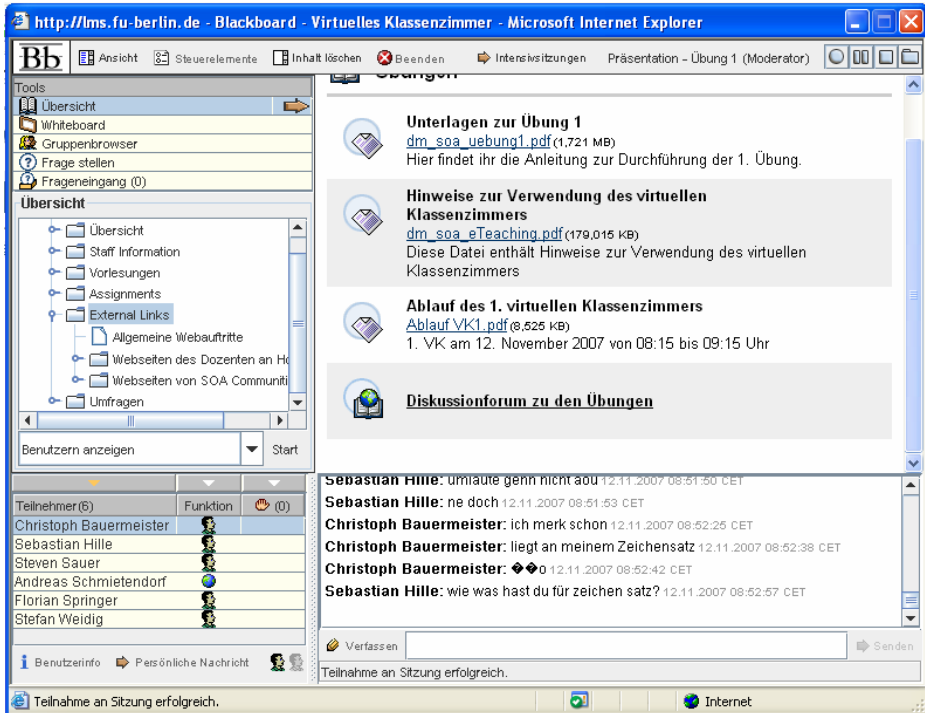 http://lms.fu-berlin.de - Blackboard - Virtuelles Klassenzimmer - Microsoft Internet Explorer
Bb Ansicht Steuerelemente Inhalt löschen Beenden Intensivsitzungen Präsentation - Übung 1 (Moderator)
Tools
Übersicht
Whiteboard
Gruppenbrowser
Frage stellen
Frageneingang (0)
Übersicht
Übersicht
Staff Information
Vorlesungen
Assignments
External Links
Allgemeine Webauftritte
Webseiten des Dozenten an Ho
Webseiten von SOA Communiti
Umfragen
Benutzern anzeigen Start
Übungen
Unterlagen zur Übung 1
dm_soa_uebung1.pdf (1,721 MB)
Hier findet ihr die Anleitung zur Durchführung der 1. Übung.
Hinweise zur Verwendung des virtuellen
Klassenzimmers
dm_soa_eTeaching.pdf (179,015 KB)
Diese Datei enthält Hinweise zur Verwendung des virtuellen
Klassenzimmers
Ablauf des 1. virtuellen Klassenzimmers
Ablauf VK1.pdf (8,525 KB)
1. VK am 12. November 2007 von 08:15 bis 09:15 Uhr
Diskussionforum zu den Übungen
Teilnehmer (6) Funktion (0)
Christoph Bauermeister
Sebastian Hille
Steven Sauer
Andreas Schmietendorf
Florian Springer
Stefan Weidig
Benutzerinfo Persönliche Nachricht
Sebastian Hille: umlaute genn nicht aou 12.11.2007 08:51:50 CET
Sebastian Hille: ne doch 12.11.2007 08:51:53 CET
Christoph Bauermeister: ich merk schon 12.11.2007 08:52:25 CET
Christoph Bauermeister: liegt an meinem Zeichensatz 12.11.2007 08:52:38 CET
Christoph Bauermeister: ��o 12.11.2007 08:52:42 CET
Sebastian Hille: wie was hast du für zeichen satz? 12.11.2007 08:52:57 CET
Verfassen Senden
Teilnahme an Sitzung erfolgreich.
Teilnahme an Sitzung erfolgreich. Internet